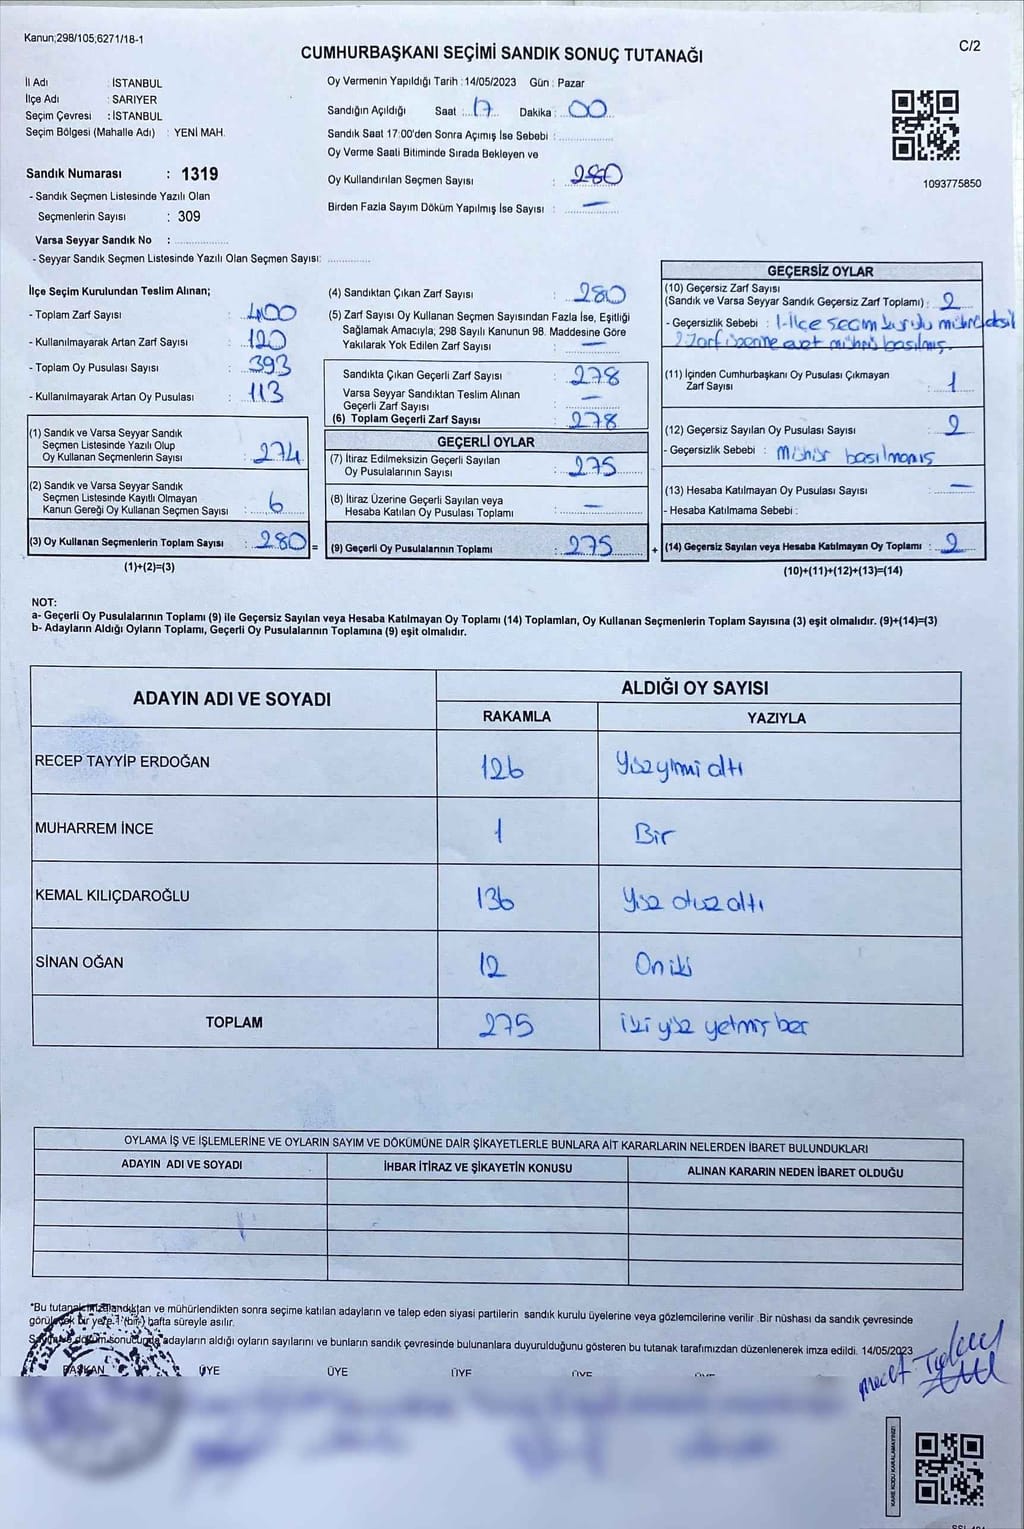 Kanun;298/105;6271/18-1
C/2
CUMHURBAŞKANI SEÇİMİ SANDIK SONUÇ TUTANAĞI
İl Adı : İSTANBUL
İlçe Adı : SARIYER
Seçim Çevresi : İSTANBUL
Seçim Bölgesi (Mahalle Adı) : YENİ MAH.
Sandık Numarası : 1319
- Sandık Seçmen Listesinde Yazılı Olan
Seçmenlerin Sayısı : 309
Varsa Seyyar Sandık No : ................
- Seyyar Sandık Seçmen Listesinde Yazılı Olan Seçmen Sayısı: ............
Oy Vermenin Yapıldığı Tarih :14/05/2023 Gün : Pazar
Sandığın Açıldığı Saat : 17 Dakika : 00
Sandık Saat 17:00'den Sonra Açımış İse Sebebi : ..............
Oy Verme Saati Bitiminde Sırada Bekleyen ve
Oy Kullandırılan Seçmen Sayısı : 280
Birden Fazla Sayım Döküm Yapılmış İse Sayısı : —
1093775850
İlçe Seçim Kurulundan Teslim Alınan;
- Toplam Zarf Sayısı : 400
- Kullanılmayarak Artan Zarf Sayısı : 120
- Toplam Oy Pusulası Sayısı : 393
- Kullanılmayarak Artan Oy Pusulası : 113
(1) Sandık ve Varsa Seyyar Sandık
Seçmen Listesinde Yazılı Olup
Oy Kullanan Seçmenlerin Sayısı : 274
(2) Sandık ve Varsa Seyyar Sandık
Seçmen Listesinde Kayıtlı Olmayan
Kanun Gereği Oy Kullanan Seçmen Sayısı : 6
(3) Oy Kullanan Seçmenlerin Toplam Sayısı : 280 =
(1)+(2)=(3)
(4) Sandıktan Çıkan Zarf Sayısı : 280
(5) Zarf Sayısı Oy Kullanan Seçmen Sayısından Fazla İse, Eşitliği
Sağlamak Amacıyla; 298 Sayılı Kanunun 98. Maddesine Göre
Yakılarak Yok Edilen Zarf Sayısı : —
Sandıkta Çıkan Geçerli Zarf Sayısı : 278
Varsa Seyyar Sandıktan Teslim Alınan
Geçerli Zarf Sayısı : —
(6) Toplam Geçerli Zarf Sayısı : 278
GEÇERLİ OYLAR
(7) İtiraz Edilmeksizin Geçerli Sayılan
Oy Pusulalarının Sayısı : 275
(8) İtiraz Üzerine Geçerli Sayılan veya
Hesaba Katılan Oy Pusulası Toplamı : —
(9) Geçerli Oy Pusulalarının Toplamı : 275 +
GEÇERSİZ OYLAR
(10) Geçersiz Zarf Sayısı
(Sandık ve Varsa Seyyar Sandık Geçersiz Zarf Toplamı) : 2
- Geçersizlik Sebebi : 1-İlçe seçim kurulu mührü eksik
2 zarf üzerine evet mührü basılmış.
(11) İçinden Cumhurbaşkanı Oy Pusulası Çıkmayan
Zarf Sayısı : 1
(12) Geçersiz Sayılan Oy Pusulası Sayısı : 2
- Geçersizlik Sebebi : Mühür basılmamış
(13) Hesaba Katılmayan Oy Pusulası Sayısı : —
- Hesaba Katılmama Sebebi :
(14) Geçersiz Sayılan veya Hesaba Katılmayan Oy Toplamı : 2
(10)+(11)+(12)+(13)=(14)
NOT:
a- Geçerli Oy Pusulalarının Toplamı (9) ile Geçersiz Sayılan veya Hesaba Katılmayan Oy Toplamı (14) Toplamları, Oy Kullanan Seçmenlerin Toplam Sayısına (3) eşit olmalıdır. (9)+(14)=(3)
b- Adayların Aldığı Oyların Toplamı, Geçerli Oy Pusulalarının Toplamına (9) eşit olmalıdır.
ADAYIN ADI VE SOYADI
ALDIĞI OY SAYISI
RAKAMLA YAZIYLA
RECEP TAYYİP ERDOĞAN 126 Yüzyirmi altı
MUHARREM İNCE 1 Bir
KEMAL KILIÇDAROĞLU 136 Yüz otuz altı
SİNAN OĞAN 12 On iki
TOPLAM 275 iki yüz yetmiş beş
OYLAMA İŞ VE İŞLEMLERİNE VE OYLARIN SAYIM VE DÖKÜMÜNE DAİR ŞİKAYETLERLE BUNLARA AİT KARARLARIN NELERDEN İBARET BULUNDUKLARI
ADAYIN ADI VE SOYADI İHBAR İTİRAZ VE ŞİKAYETİN KONUSU ALINAN KARARIN NEDEN İBARET OLDUĞU
*Bu tutanak imzalandıktan ve mühürlendikten sonra seçime katılan adayların ve talep eden siyasi partilerin sandık kurulu üyelerine veya gözlemcilerine verilir .Bir nüshası da sandık çevresinde
görülecek bir yere 1 (bir) hafta süreyle asılır.
Sayım ve döküm sonucunda adayların aldığı oyların sayılarını ve bunların sandık çevresinde bulunanlara duyurulduğunu gösteren bu tutanak tarafımızdan düzenlenerek imza edildi. 14/05/2023
BAŞKAN ÜYE ÜYE ÜYE ÜYE
KARE KODU KARALAMAYINIZ!